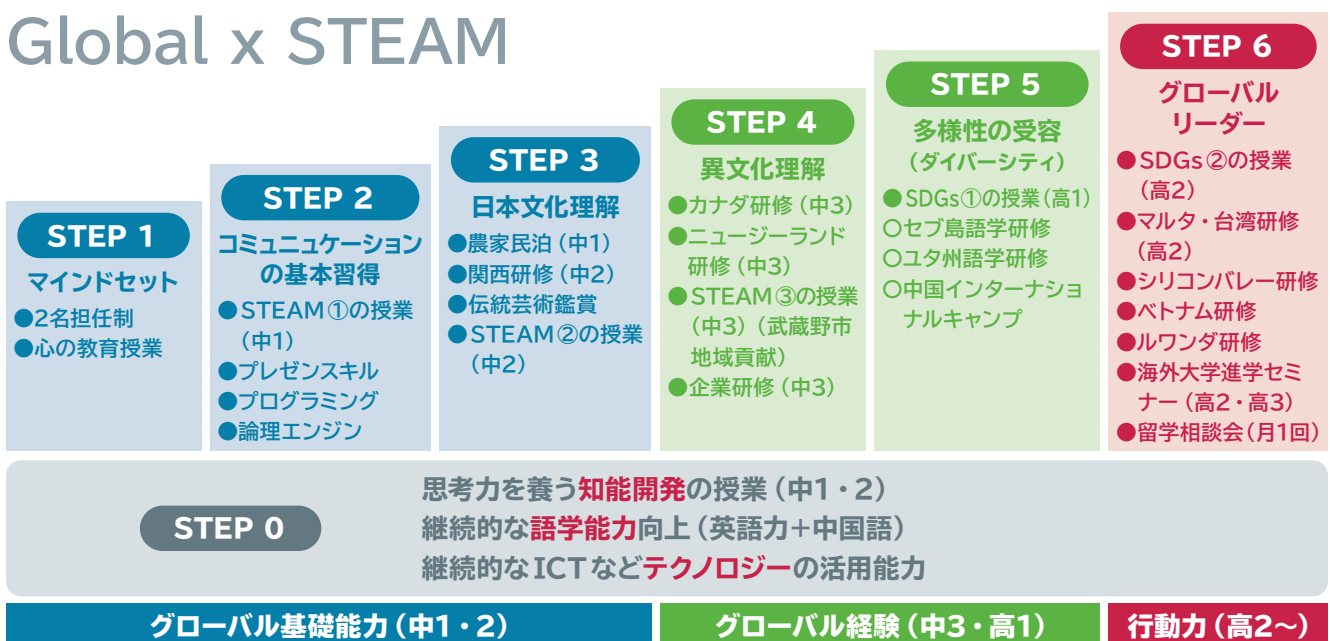 Global x STEAM
STEP 1
マインドセット
●2名担任制
●心の教育授業
STEP 2
コミュニュケーション
の基本習得
●STEAM①の授業
(中1)
●プレゼンスキル
●プログラミング
●論理エンジン
STEP 3
日本文化理解
●農家民泊(中1)
●関西研修(中2)
●伝統芸術鑑賞
●STEAM②の授業
(中2)
STEP 4
異文化理解
●カナダ研修(中3)
●ニュージーランド
研修(中3)
●STEAM③の授業
(中3)(武蔵野市
地域貢献)
●企業研修(中3)
STEP 5
多様性の受容
(ダイバーシティ)
●SDGs①の授業(高1)
○セブ島語学研修
○ユタ州語学研修
○中国インターナショ
ナルキャンプ
STEP 6
グローバル
リーダー
●SDGs②の授業
(高2)
●マルタ・台湾研修
(高2)
●シリコンバレー研修
●ベトナム研修
●ルワンダ研修
●海外大学進学セミ
ナー(高2・高3)
●留学相談会(月1回)
STEP 0
思考力を養う知能開発の授業(中1・2)
継続的な語学能力向上(英語力+中国語)
継続的なICTなどテクノロジーの活用能力
グローバル基礎能力(中1・2)
グローバル経験(中3・高1)
行動力(高2〜)